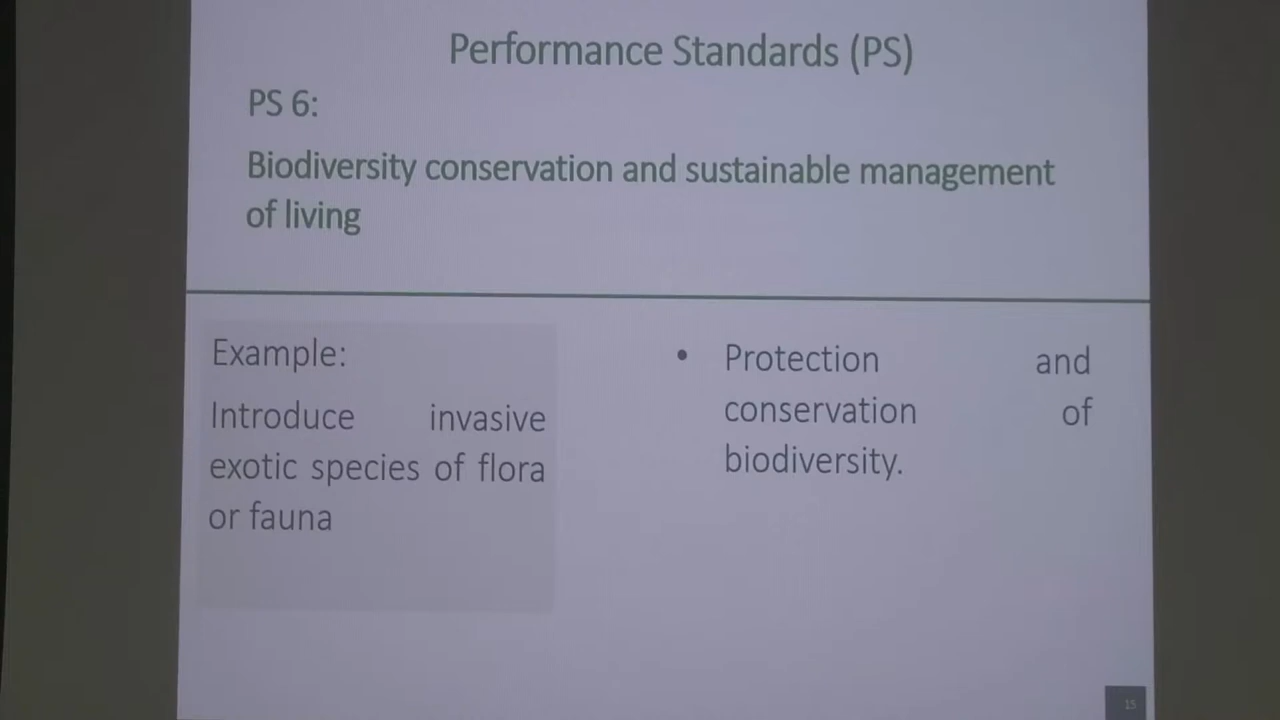 Performance Standards (PS)
PS 6:
Biodiversity conservation and sustainable management
of living
Example:
Introduce invasive
exotic species of flora
or fauna
• Protection and
conservation of
biodiversity.
15